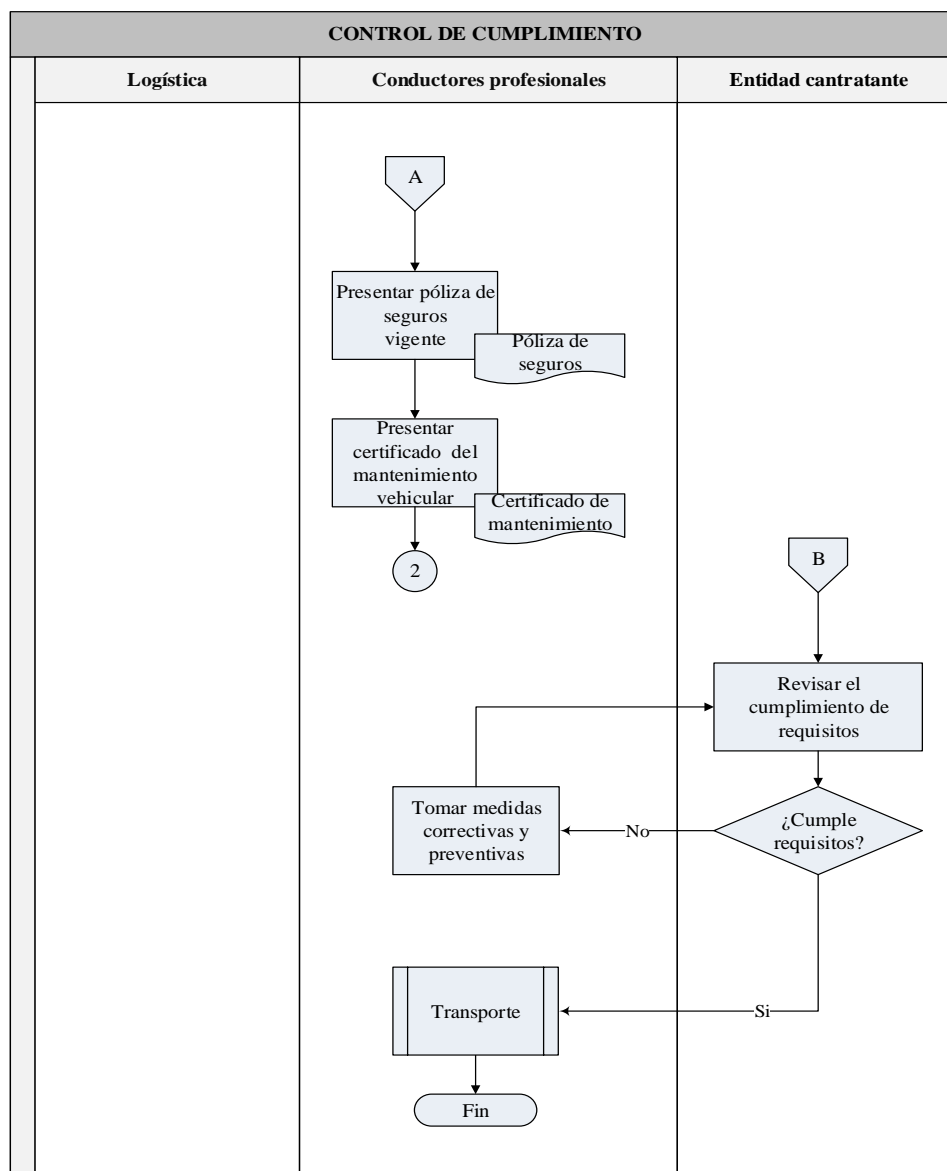 CONTROL DE CUMPLIMIENTO
Logística
Conductores profesionales
Entidad cantratante
A
Presentar póliza de
seguros
vigente
Póliza de
seguros
Presentar
certificado del
mantenimiento
vehicular
Certificado de
mantenimiento
2
B
Revisar el
cumplimiento de
requisitos
¿Cumple
requisitos?
No
Tomar medidas
correctivas y
preventivas
Si
Transporte
Fin